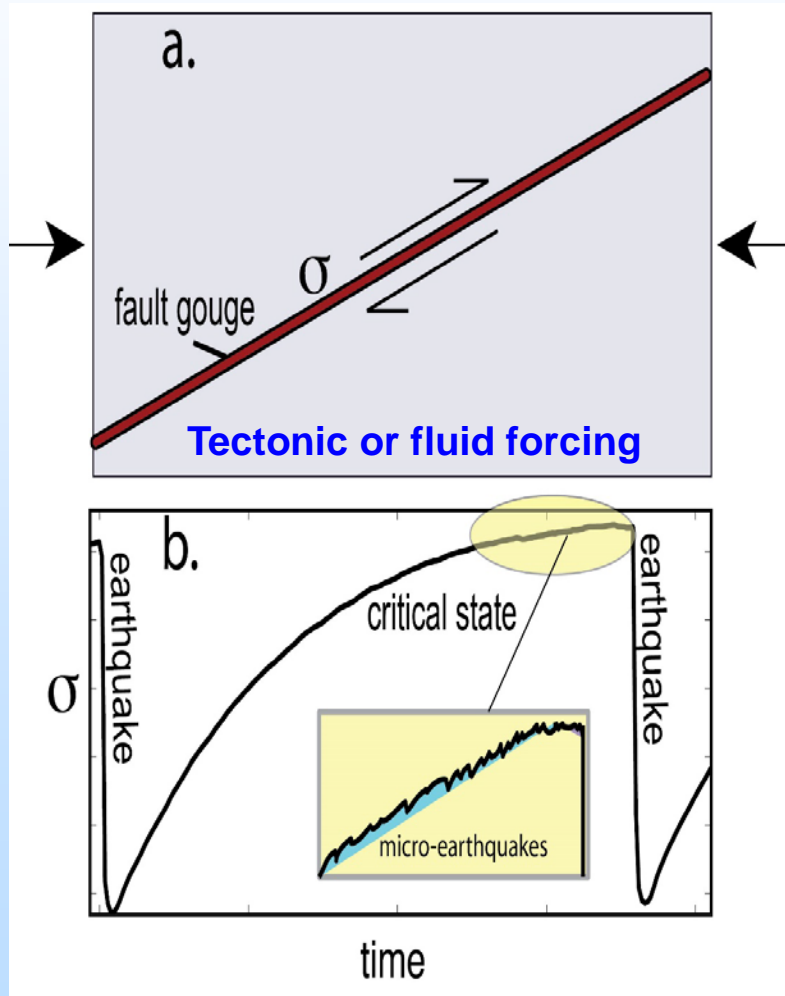 a.
σ
fault gouge
Tectonic or fluid forcing
b.
earthquake
critical state
earthquake
σ
micro-earthquakes
time